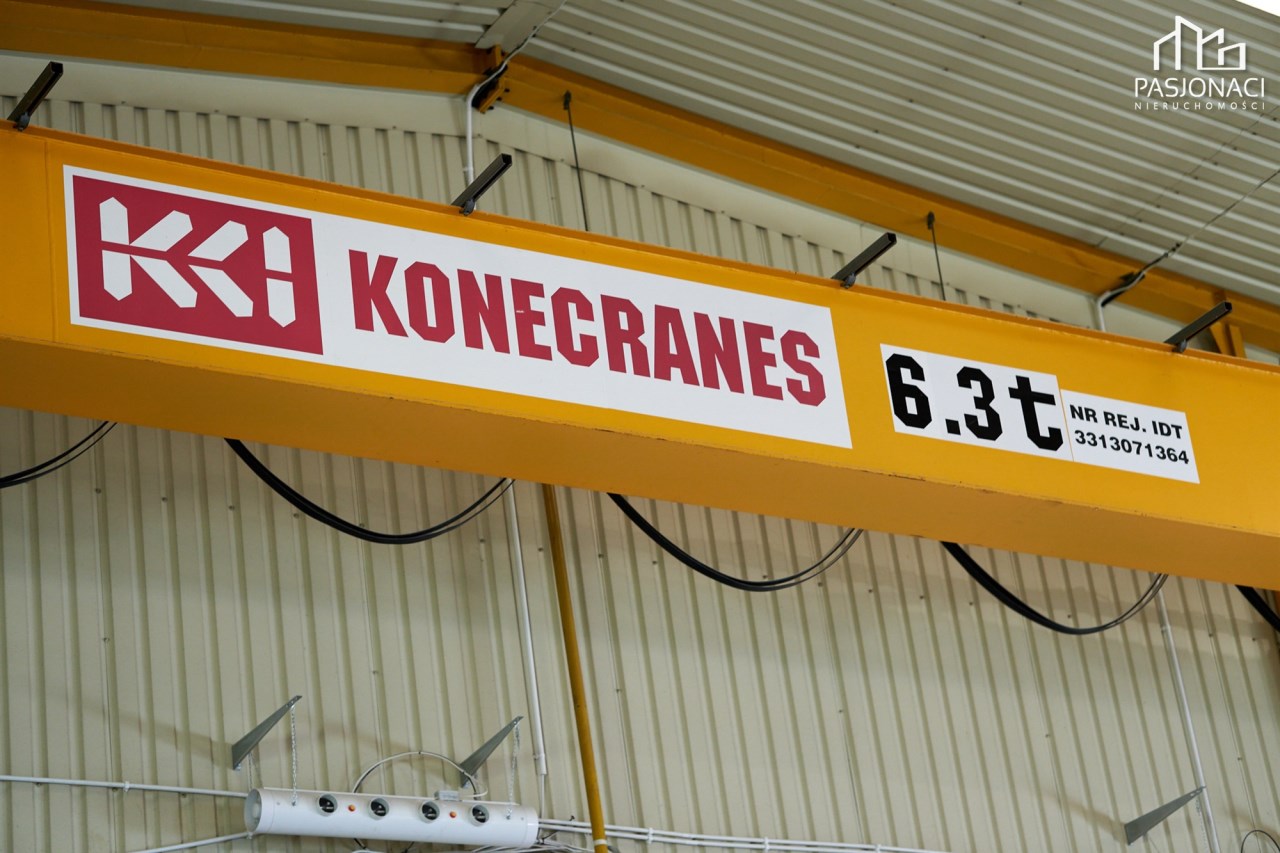 PASJONACI
NIERUCHOMOŚCI
KONECRANES
6.3t
NR REJ. IDT
3313071364